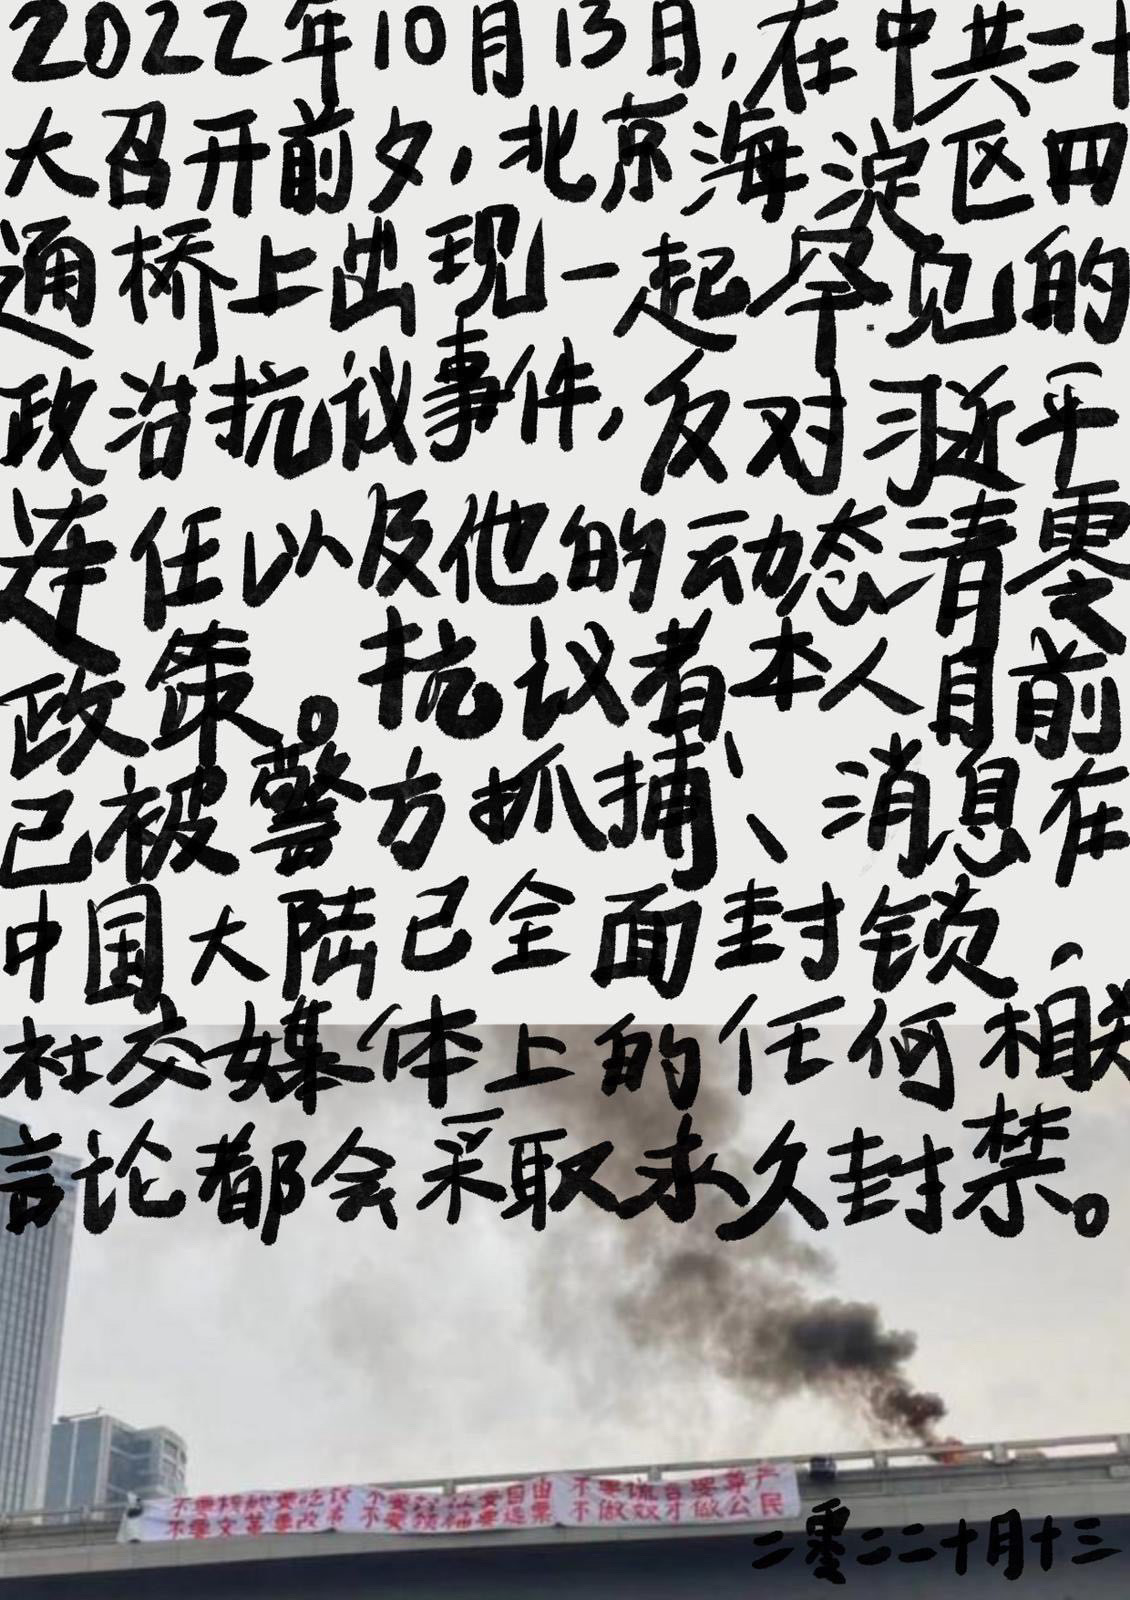 2022年10月13日,在中共二十
大召开前夕,北京海淀区四
通桥上出现一起罕见的
政治抗议事件,反对习近平
连任以及他的动态清零
政策。抗议者本人目前
已被警方抓捕、消息在
中国大陆已全面封锁,
社交媒体上的任何相关
言论都会采取永久封禁。
不要核酸要吃饭 不要封锁要自由 不要谎言要尊严
不要文革要改革 不要领袖要选票 不做奴才做公民
二零二二十月十三